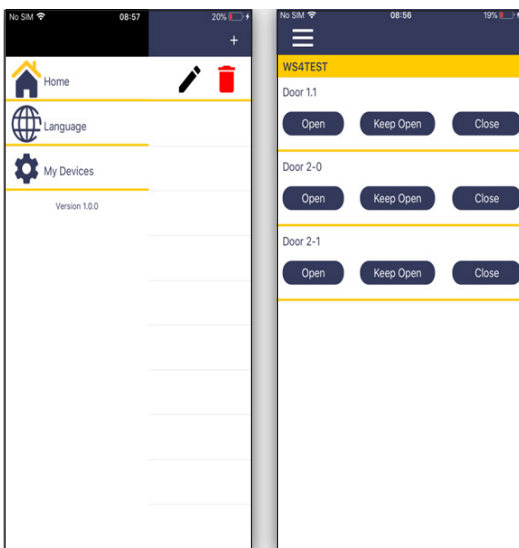 No SIM 08:57 20%
+
Home
Language
My Devices
Version 1.0.0
No SIM 08:56 19%
WS4TEST
Door 1.1
Open Keep Open Close
Door 2-0
Open Keep Open Close
Door 2-1
Open Keep Open Close